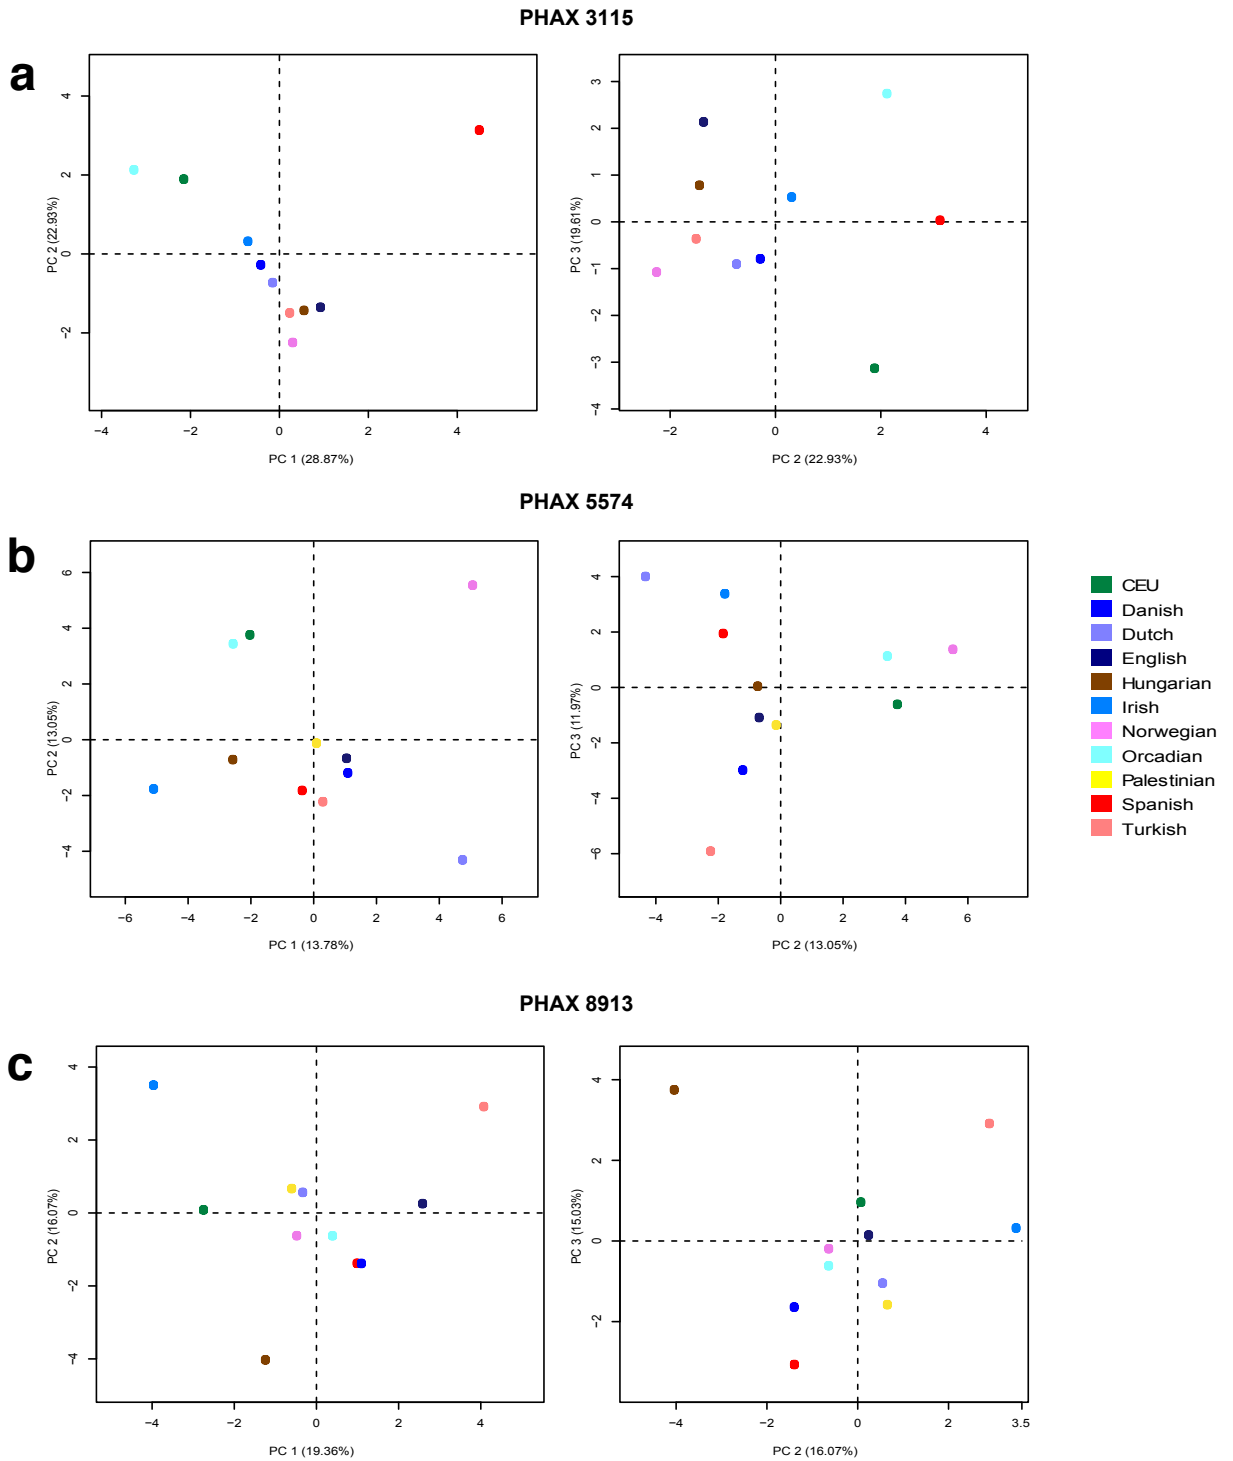 PHAX 3115
a
4
2
0
−2
PC 2 (22.93%)
−4
−2
0
2
4
PC 1 (28.87%)
3
2
1
0
−1
−2
−3
−4
PC 3 (19.61%)
−2
0
2
4
PC 2 (22.93%)
PHAX 5574
b
6
4
2
0
−2
−4
PC 2 (13.05%)
−6
−4
−2
0
2
4
6
PC 1 (13.78%)
4
2
0
−2
−4
−6
PC 3 (11.97%)
−4
−2
0
2
4
6
PC 2 (13.05%)
CEU
Danish
Dutch
English
Hungarian
Irish
Norwegian
Orcadian
Palestinian
Spanish
Turkish
PHAX 8913
c
4
2
0
−2
−4
PC 2 (16.07%)
−4
−2
0
2
4
PC 1 (19.36%)
4
2
0
−2
PC 3 (15.03%)
−4
−2
0
2
3.5
PC 2 (16.07%)